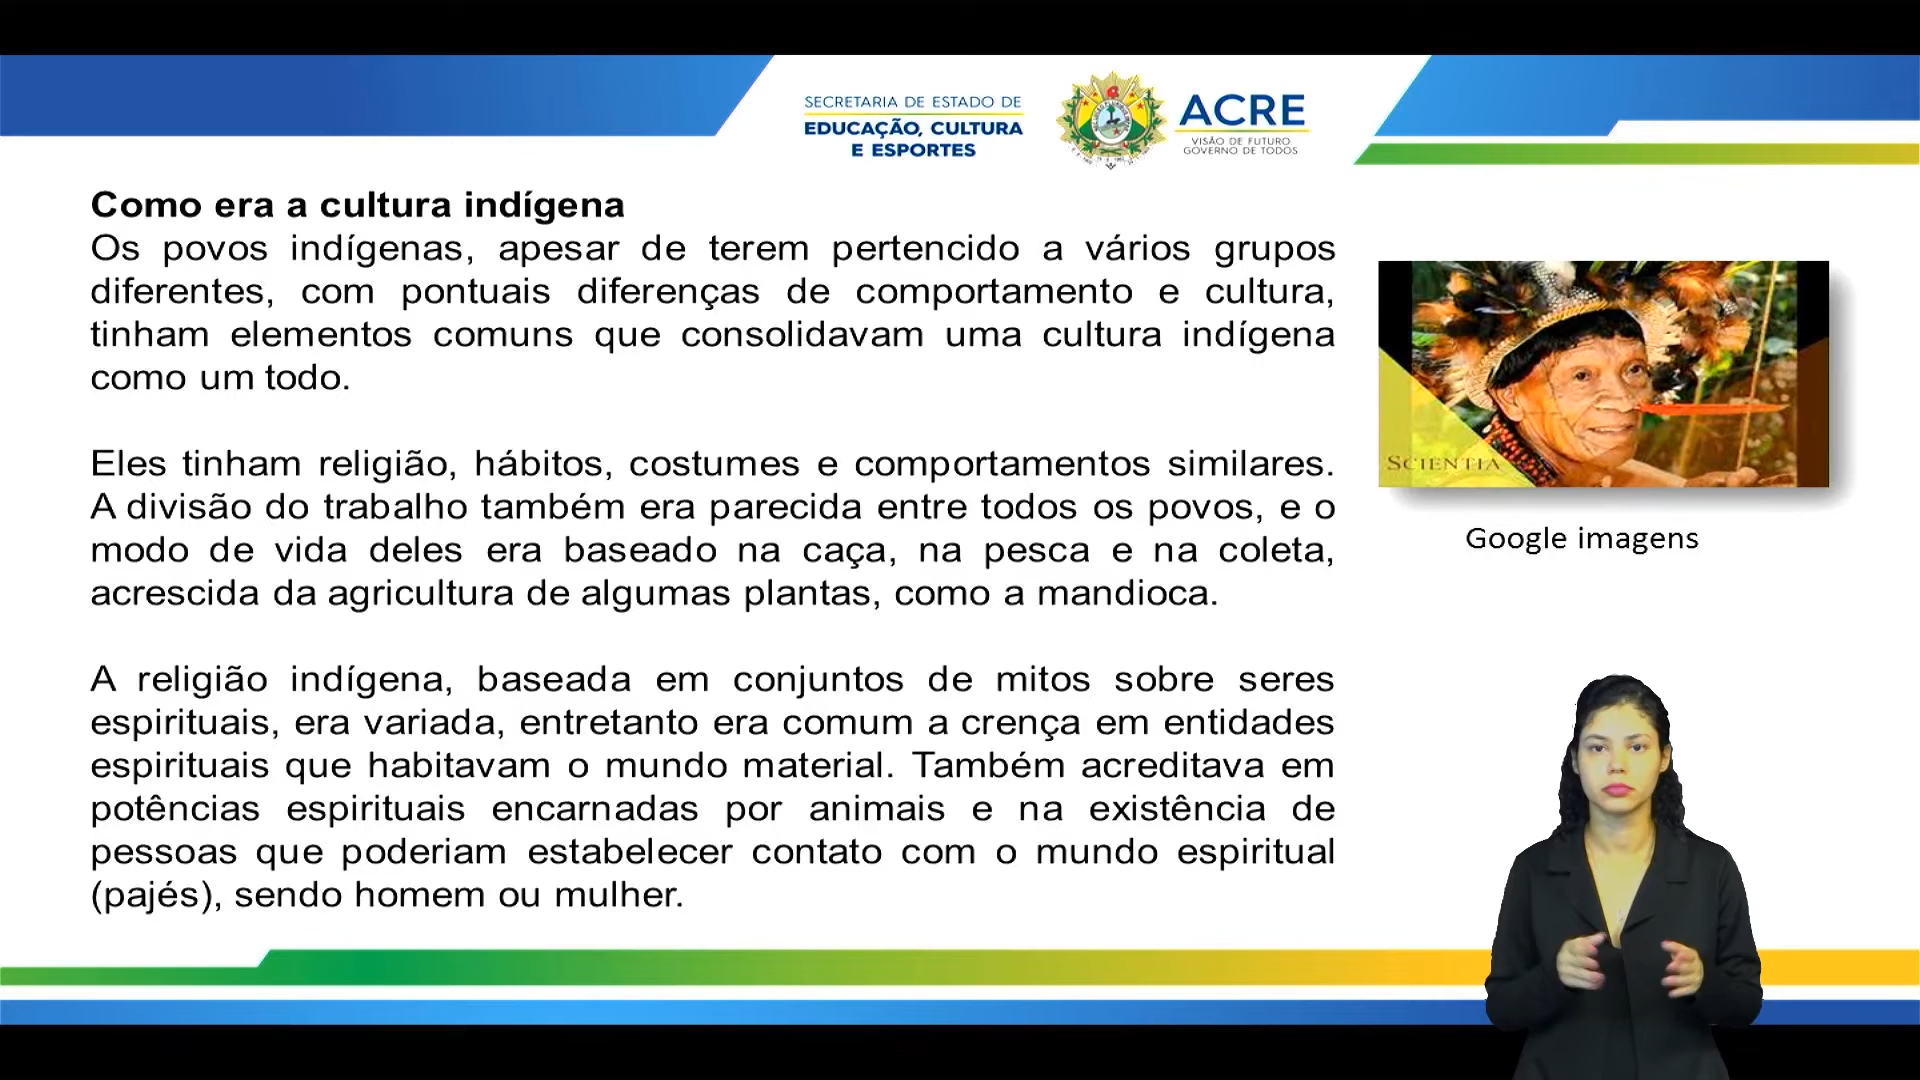 SECRETARIA DE ESTADO DE
EDUCAÇÃO, CULTURA
E ESPORTES
ACRE
VISÃO DE FUTURO
GOVERNO DE TODOS
Como era a cultura indígena
Os povos indígenas, apesar de terem pertencido a vários grupos
diferentes, com pontuais diferenças de comportamento e cultura,
tinham elementos comuns que consolidavam uma cultura indígena
como um todo.
Eles tinham religião, hábitos, costumes e comportamentos similares.
A divisão do trabalho também era parecida entre todos os povos, e o
modo de vida deles era baseado na caça, na pesca e na coleta,
acrescida da agricultura de algumas plantas, como a mandioca.
A religião indígena, baseada em conjuntos de mitos sobre seres
espirituais, era variada, entretanto era comum a crença em entidades
espirituais que habitavam o mundo material. Também acreditava em
potências espirituais encarnadas por animais e na existência de
pessoas que poderiam estabelecer contato com o mundo espiritual
(pajés), sendo homem ou mulher.
SCIENTIA
Google imagens